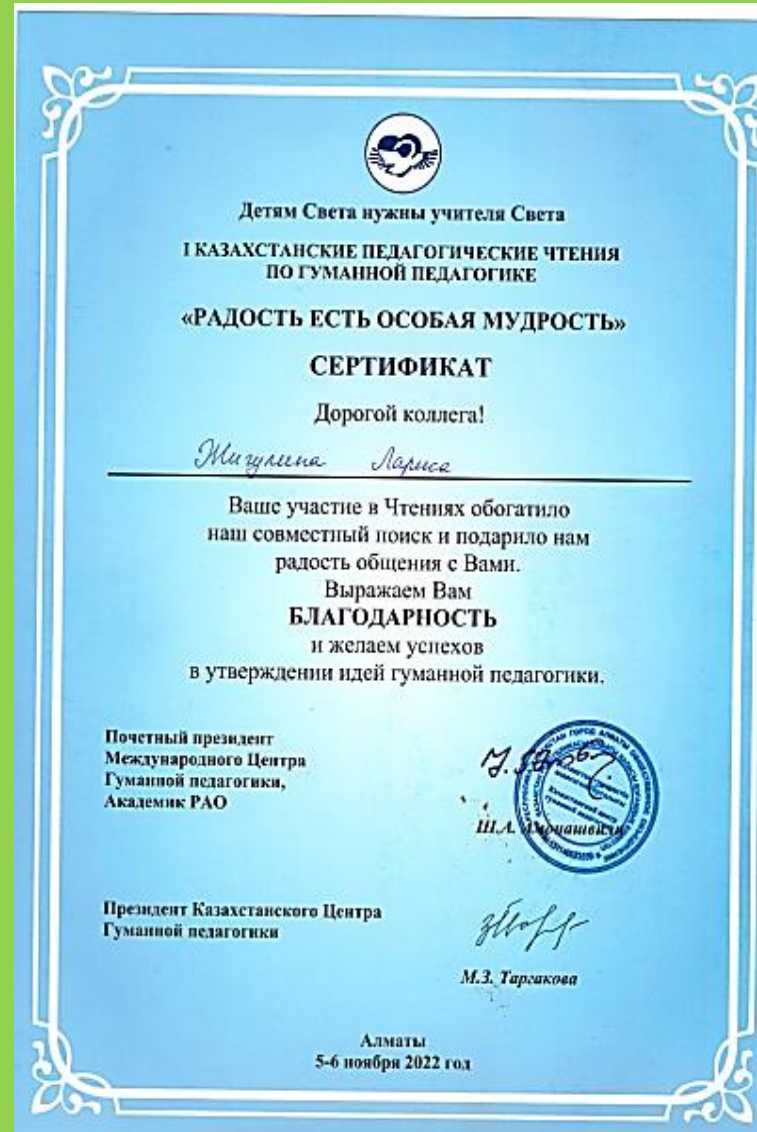 Детям Света нужны учителя Света
I КАЗАХСТАНСКИЕ ПЕДАГОГИЧЕСКИЕ ЧТЕНИЯ
ПО ГУМАННОЙ ПЕДАГОГИКЕ
«РАДОСТЬ ЕСТЬ ОСОБАЯ МУДРОСТЬ»
СЕРТИФИКАТ
Дорогой коллега!
Жигулина Лариса
Ваше участие в Чтениях обогатило
наш совместный поиск и подарило нам
радость общения с Вами.
Выражаем Вам
БЛАГОДАРНОСТЬ
и желаем успехов
в утверждении идей гуманной педагогики.
Почетный президент
Международного Центра
Гуманной педагогики,
Академик РАО
Ш.А. Амонашвили
Президент Казахстанского Центра
Гуманной педагогики
М.З. Таргакова
Алматы
5-6 ноября 2022 год